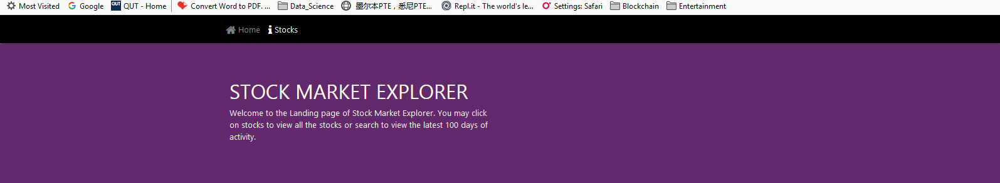 Most Visited Google QUT QUT - Home Convert Word to PDF. ... Data_Science 墨尔本PTE，悉尼PTE... Repl.it - The world's le... Settings: Safari Blockchain Entertainment
Home Stocks
STOCK MARKET EXPLORER
Welcome to the Landing page of Stock Market Explorer. You may click
on stocks to view all the stocks or search to view the latest 100 days of
activity.